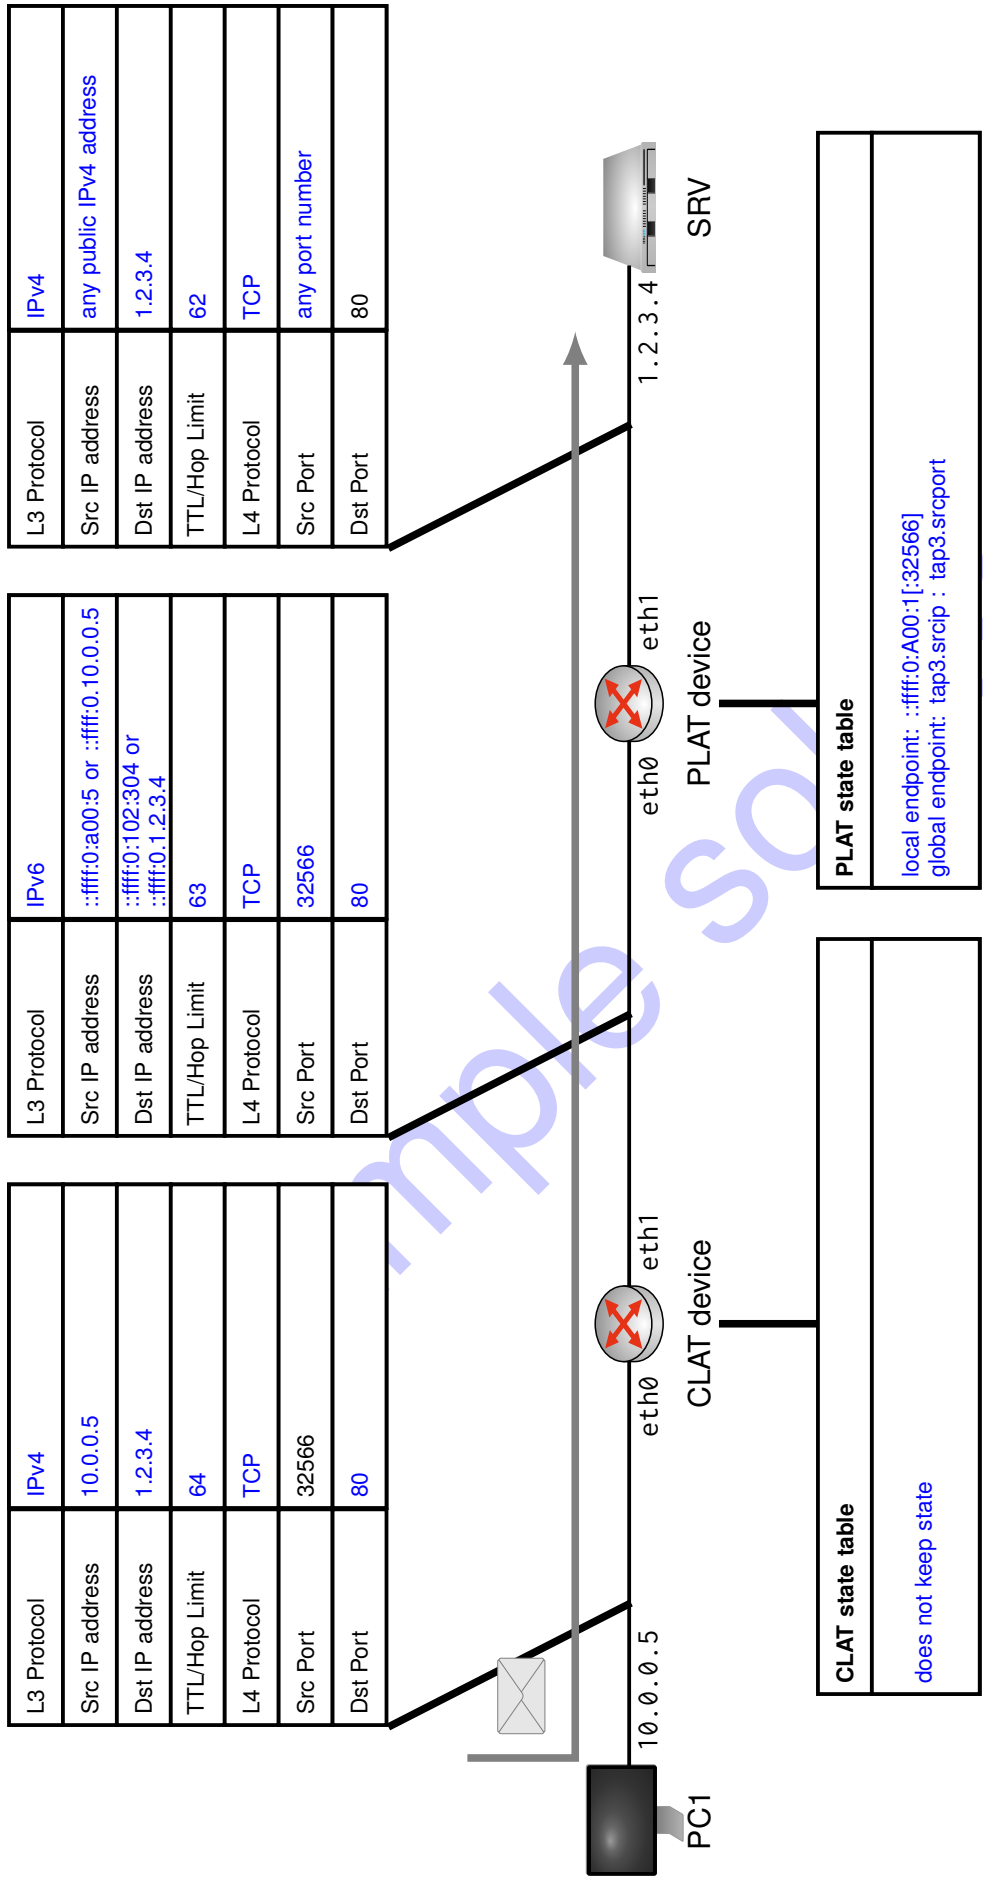 L3 Protocol IPv4
Src IP address 10.0.0.5
Dst IP address 1.2.3.4
TTL/Hop Limit 64
L4 Protocol TCP
Src Port 32566
Dst Port 80
L3 Protocol IPv6
Src IP address ::ffff:0:a00:5 or ::ffff:0.10.0.0.5
Dst IP address ::ffff:0:102:304 or
::ffff:0.1.2.3.4
TTL/Hop Limit 63
L4 Protocol TCP
Src Port 32566
Dst Port 80
L3 Protocol IPv4
Src IP address any public IPv4 address
Dst IP address 1.2.3.4
TTL/Hop Limit 62
L4 Protocol TCP
Src Port any port number
Dst Port 80
10.0.0.5 eth0 eth1 eth0 eth1 1.2.3.4
PC1 CLAT device PLAT device SRV
CLAT state table
does not keep state
PLAT state table
local endpoint: ::ffff:0:A00:1[:32566]
global endpoint: tap3.srcip : tap3.srcport